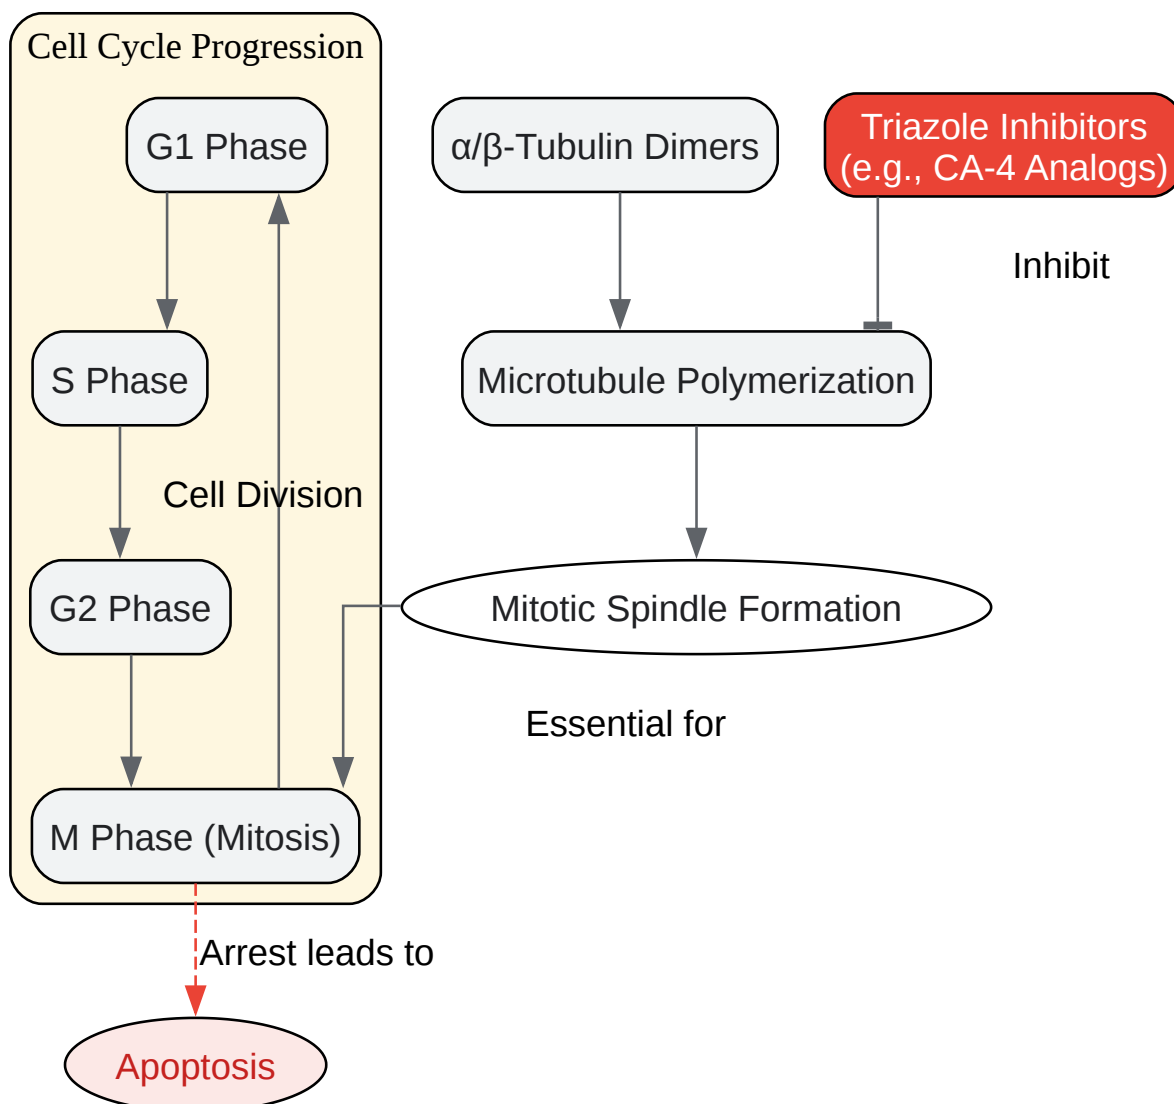 Cell Cycle Progression
G1 Phase
α/β-Tubulin Dimers
Triazole Inhibitors
(e.g., CA-4 Analogs)
Inhibit
S Phase
Microtubule Polymerization
Cell Division
G2 Phase
Mitotic Spindle Formation
Essential for
M Phase (Mitosis)
Arrest leads to
Apoptosis